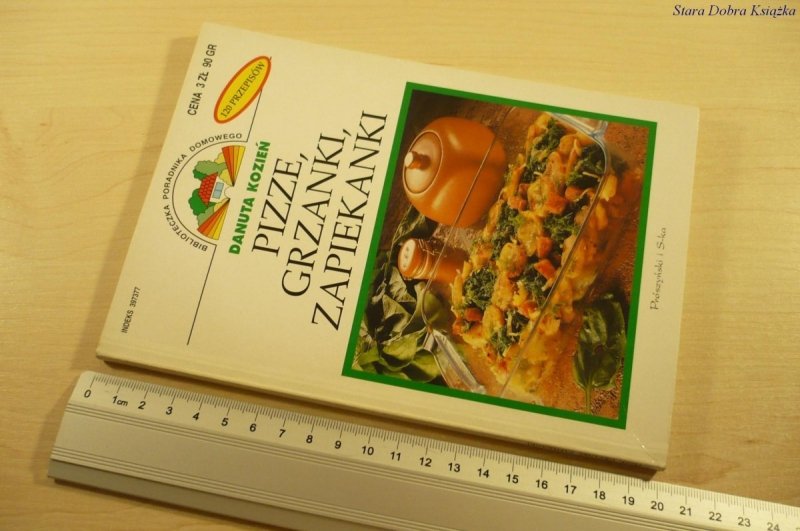 Stara Dobra Książka
CENA 3 ZŁ 90 GR
120 PRZEPISÓW
BIBLIOTECZKA PORADNIKA DOMOWEGO
DANUTA KOZIEŃ
PIZZE,
GRZANKI,
ZAPIEKANKI
INDEKS 397377
Prószyński i S-ka
0 1cm 2 3 4 5 6 7 8 9 10 11 12 13 14 15 16 17 18 19 20 21 22 23 24